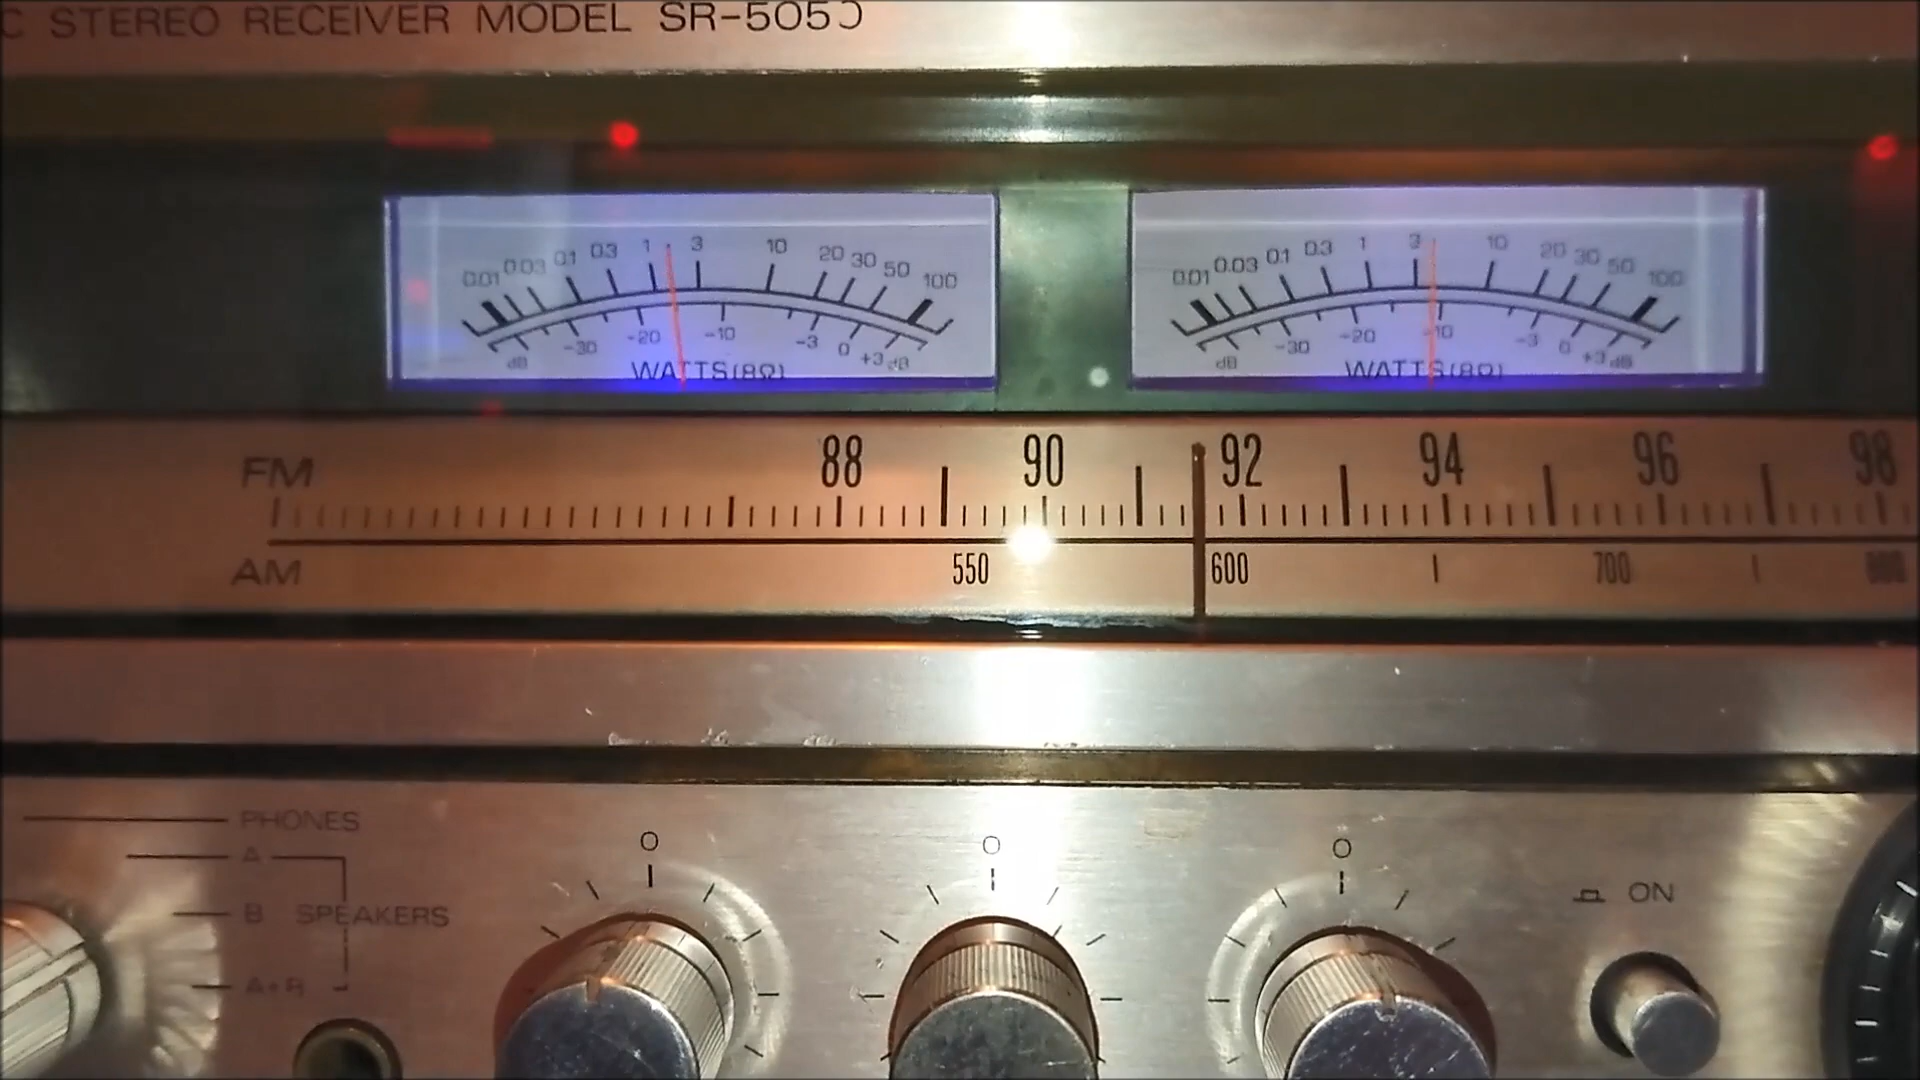 C STEREO RECEIVER MODEL SR-5050
0.01 0.03 0.1 0.3 1 3 10 20 30 50 100
dB -30 -20 -10 -3 0 +3 dB
WATTS(8Ω)
0.01 0.03 0.1 0.3 1 3 10 20 30 50 100
dB -30 -20 -10 -3 0 +3 dB
WATTS(8Ω)
FM 88 90 92 94 96 98
AM 550 600 700 800
PHONES
A
B SPEAKERS
A+B
0 0 0
ON